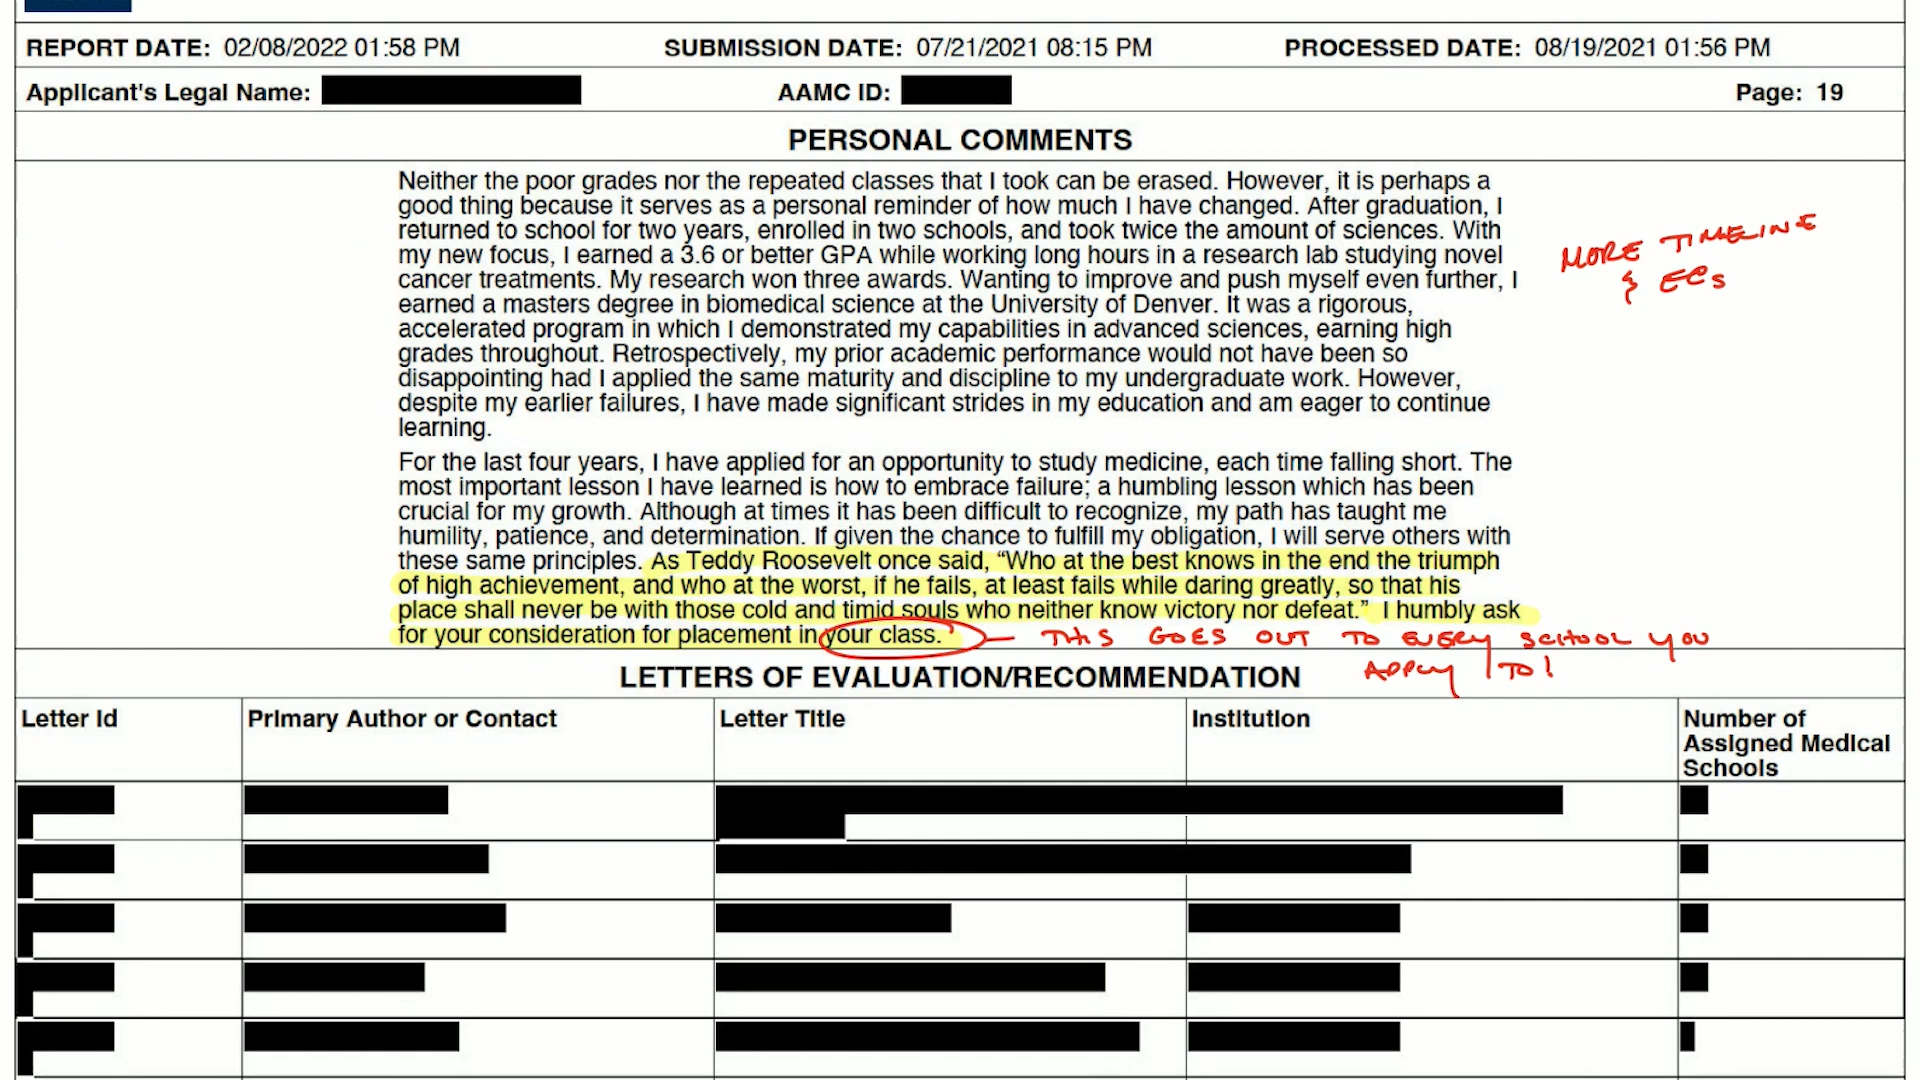 REPORT DATE: 02/08/2022 01:58 PM SUBMISSION DATE: 07/21/2021 08:15 PM PROCESSED DATE: 08/19/2021 01:56 PM
Applicant's Legal Name: AAMC ID: Page: 19
PERSONAL COMMENTS
Neither the poor grades nor the repeated classes that I took can be erased. However, it is perhaps a
good thing because it serves as a personal reminder of how much I have changed. After graduation, I
returned to school for two years, enrolled in two schools, and took twice the amount of sciences. With
my new focus, I earned a 3.6 or better GPA while working long hours in a research lab studying novel
cancer treatments. My research won three awards. Wanting to improve and push myself even further, I
earned a masters degree in biomedical science at the University of Denver. It was a rigorous,
accelerated program in which I demonstrated my capabilities in advanced sciences, earning high
grades throughout. Retrospectively, my prior academic performance would not have been so
disappointing had I applied the same maturity and discipline to my undergraduate work. However,
despite my earlier failures, I have made significant strides in my education and am eager to continue
learning.
MORE TIMELINE
& ECs
For the last four years, I have applied for an opportunity to study medicine, each time falling short. The
most important lesson I have learned is how to embrace failure; a humbling lesson which has been
crucial for my growth. Although at times it has been difficult to recognize, my path has taught me
humility, patience, and determination. If given the chance to fulfill my obligation, I will serve others with
these same principles. As Teddy Roosevelt once said, “Who at the best knows in the end the triumph
of high achievement, and who at the worst, if he fails, at least fails while daring greatly, so that his
place shall never be with those cold and timid souls who neither know victory nor defeat.” I humbly ask
for your consideration for placement in your class.
THIS GOES OUT TO EVERY SCHOOL YOU
APPLY TO!
LETTERS OF EVALUATION/RECOMMENDATION
Letter Id Primary Author or Contact Letter Title Institution Number of
Assigned Medical
Schools